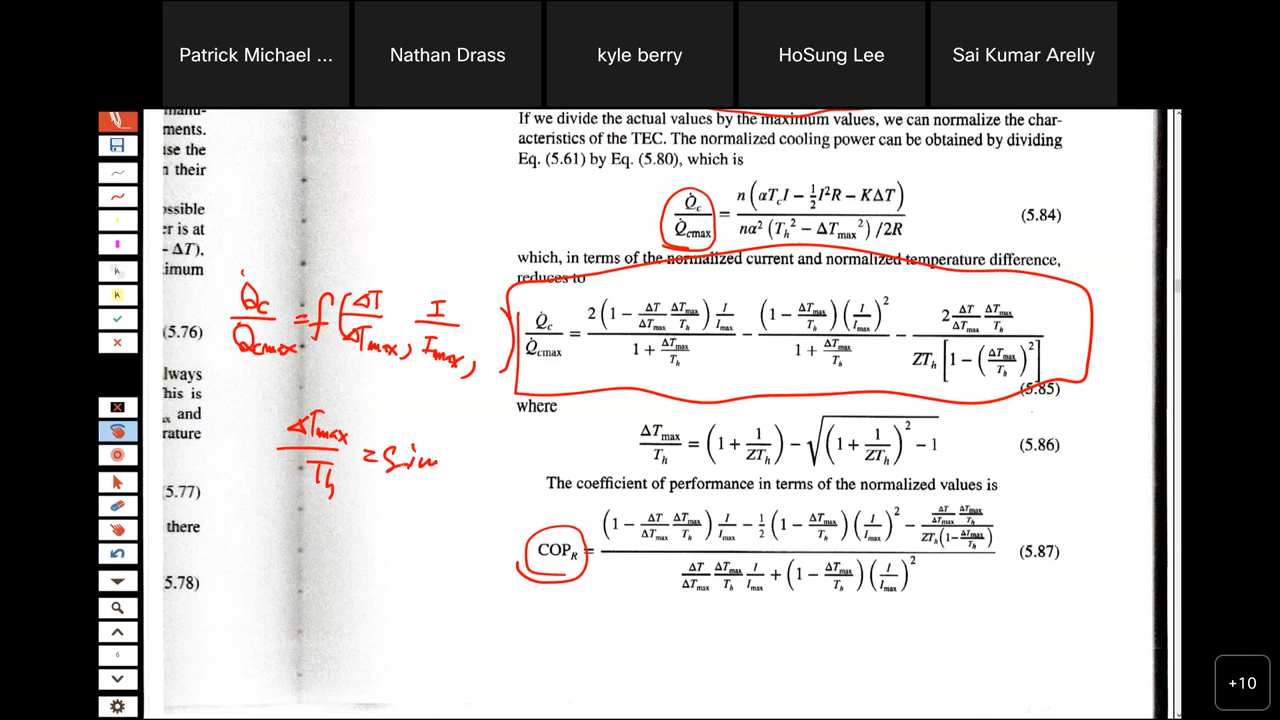 Patrick Michael ...
Nathan Drass
kyle berry
HoSung Lee
Sai Kumar Arelly
manu-
ments.
ise the
n their
ossible
er is at
- ΔT),
imum
(5.76)
lways
his is
and
rature
(5.77)
there
(5.78)
If we divide the actual values by the maximum values, we can normalize the char-
acteristics of the TEC. The normalized cooling power can be obtained by dividing
Eq. (5.61) by Eq. (5.80), which is
Q̇c / Q̇cmax = n(αTcI − ½I²R − KΔT) / nα²(Th² − ΔTmax²)/2R (5.84)
which, in terms of the normalized current and normalized temperature difference,
reduces to
Q̇c / Q̇cmax = 2(1 − ΔT/ΔTmax ΔTmax/Th) I/Imax / (1 + ΔTmax/Th) − (1 − ΔTmax/Th)(I/Imax)² / (1 + ΔTmax/Th) − 2 ΔT/ΔTmax ΔTmax/Th / ZTh[1 − (ΔTmax/Th)²]
(5.85)
where
ΔTmax/Th = (1 + 1/ZTh) − √((1 + 1/ZTh)² − 1) (5.86)
The coefficient of performance in terms of the normalized values is
COPR = [(1 − ΔT/ΔTmax ΔTmax/Th) I/Imax − ½(1 − ΔTmax/Th)(I/Imax)² − ΔT/ΔTmax ΔTmax/Th / ZTh(1 − ΔTmax/Th)] / [ΔT/ΔTmax ΔTmax/Th I/Imax + (1 − ΔTmax/Th)(I/Imax)²] (5.87)
Q̇c / Q̇cmax = f(ΔT/ΔTmax, I/Imax, )
ΔTmax / Th = Sim
6
+10